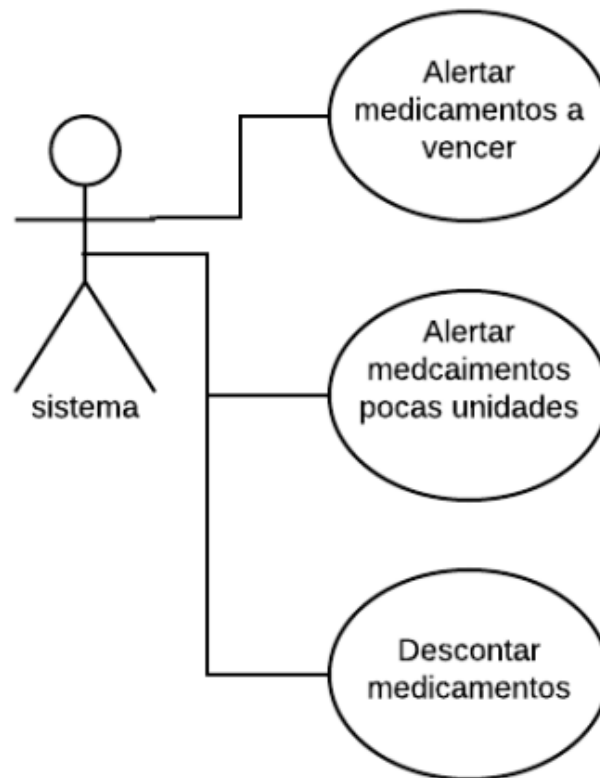 Alertar
medicamentos a
vencer
sistema
Alertar
medcaimentos
pocas unidades
Descontar
medicamentos